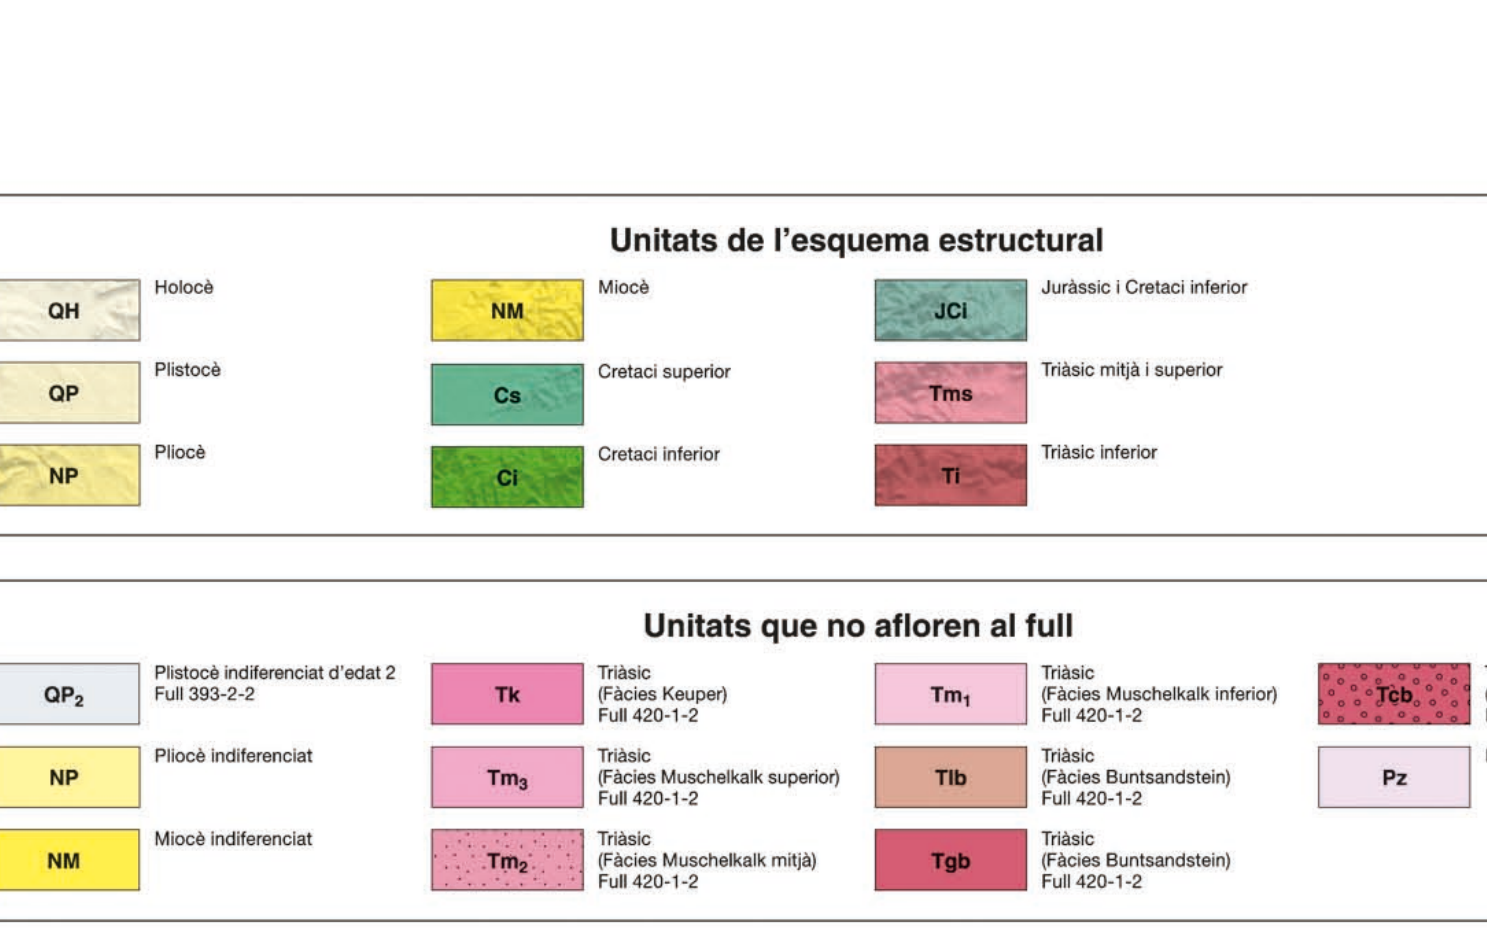 Unitats de l'esquema estructural
QH
Holocè
QP
Plistocè
NP
Pliocè
NM
Miocè
Cs
Cretaci superior
Ci
Cretaci inferior
JCi
Juràssic i Cretaci inferior
Tms
Triàsic mitjà i superior
Ti
Triàsic inferior
Unitats que no afloren al full
QP2
Plistocè indiferenciat d'edat 2
Full 393-2-2
NP
Pliocè indiferenciat
NM
Miocè indiferenciat
Tk
Triàsic
(Fàcies Keuper)
Full 420-1-2
Tm3
Triàsic
(Fàcies Muschelkalk superior)
Full 420-1-2
Tm2
Triàsic
(Fàcies Muschelkalk mitjà)
Full 420-1-2
Tm1
Triàsic
(Fàcies Muschelkalk inferior)
Full 420-1-2
Tlb
Triàsic
(Fàcies Buntsandstein)
Full 420-1-2
Tgb
Triàsic
(Fàcies Buntsandstein)
Full 420-1-2
Tcb
Pz